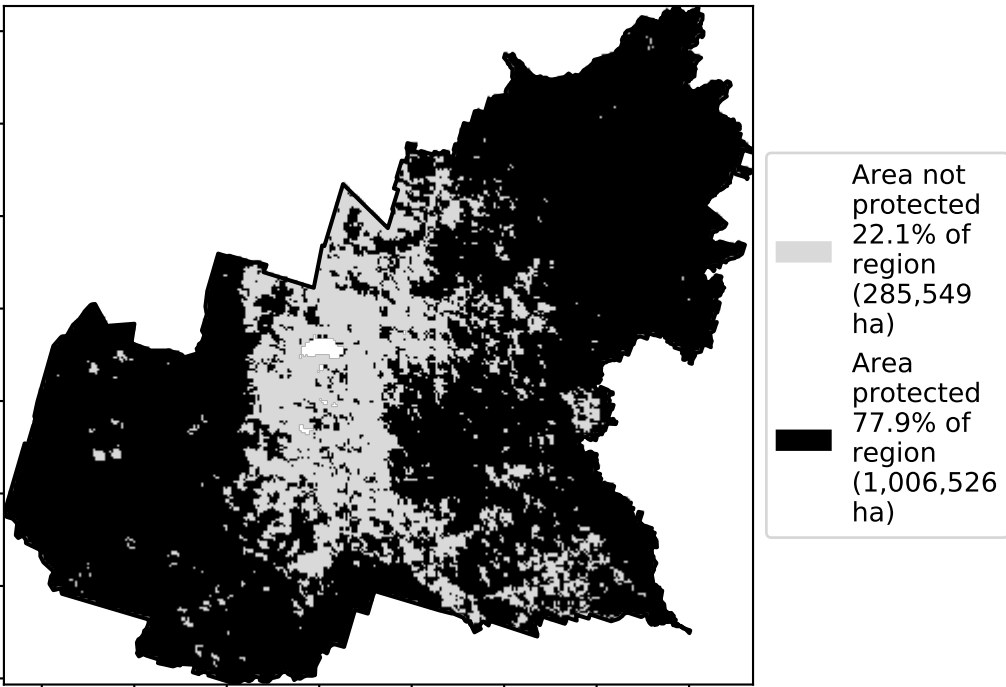 Area not
protected
22.1% of
region
(285,549
ha)
Area
protected
77.9% of
region
(1,006,526
ha)